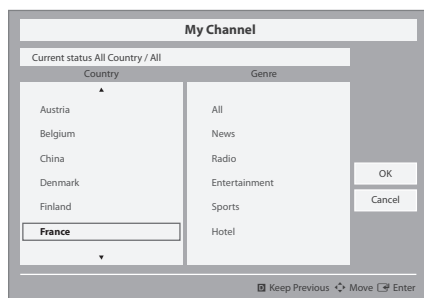 My Channel
Current status All Country / All
Country
Genre
▲
Austria
Belgium
China
Denmark
Finland
France
▼
All
News
Radio
Entertainment
Sports
Hotel
OK
Cancel
D Keep Previous Move Enter